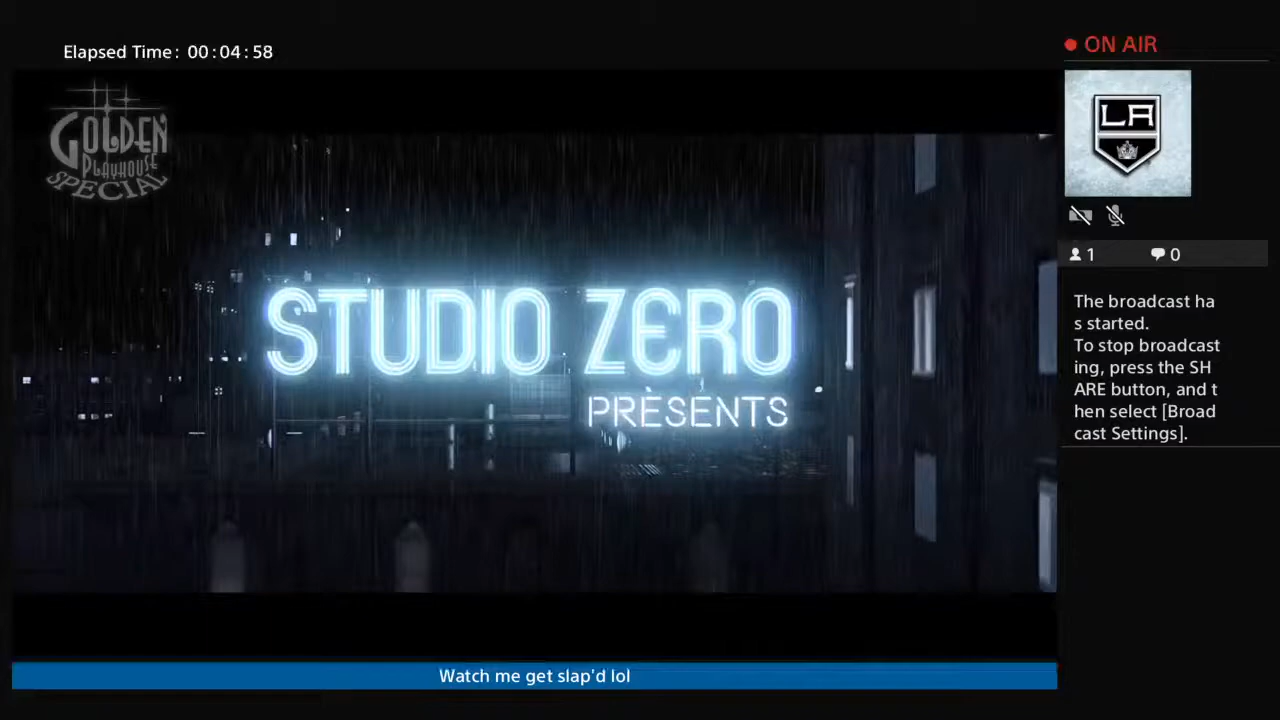 Elapsed Time: 00:04:58
ON AIR
GOLDEN
PLAYHOUSE
SPECIAL
LA
1
0
STUDIO ZERO
PRESENTS
The broadcast ha
s started.
To stop broadcast
ing, press the SH
ARE button, and t
hen select [Broad
cast Settings].
Watch me get slap'd lol